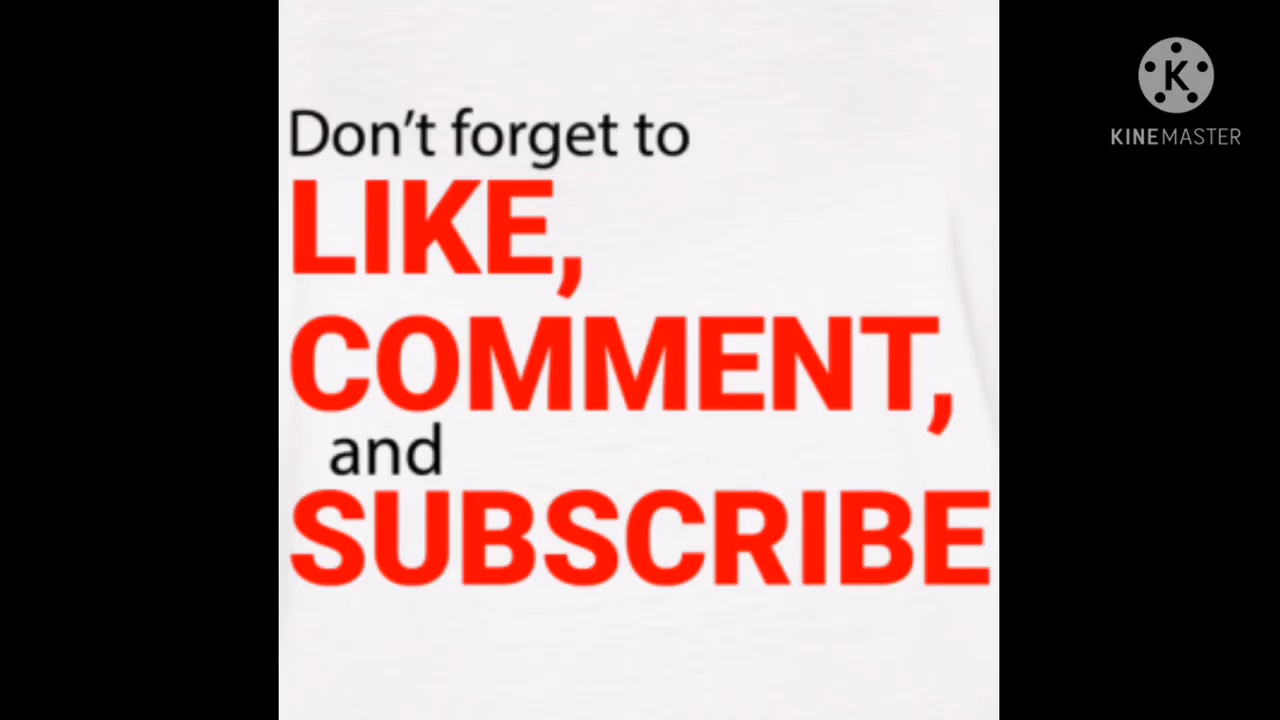 Don't forget to
LIKE,
COMMENT,
and
SUBSCRIBE
K
KINEMASTER